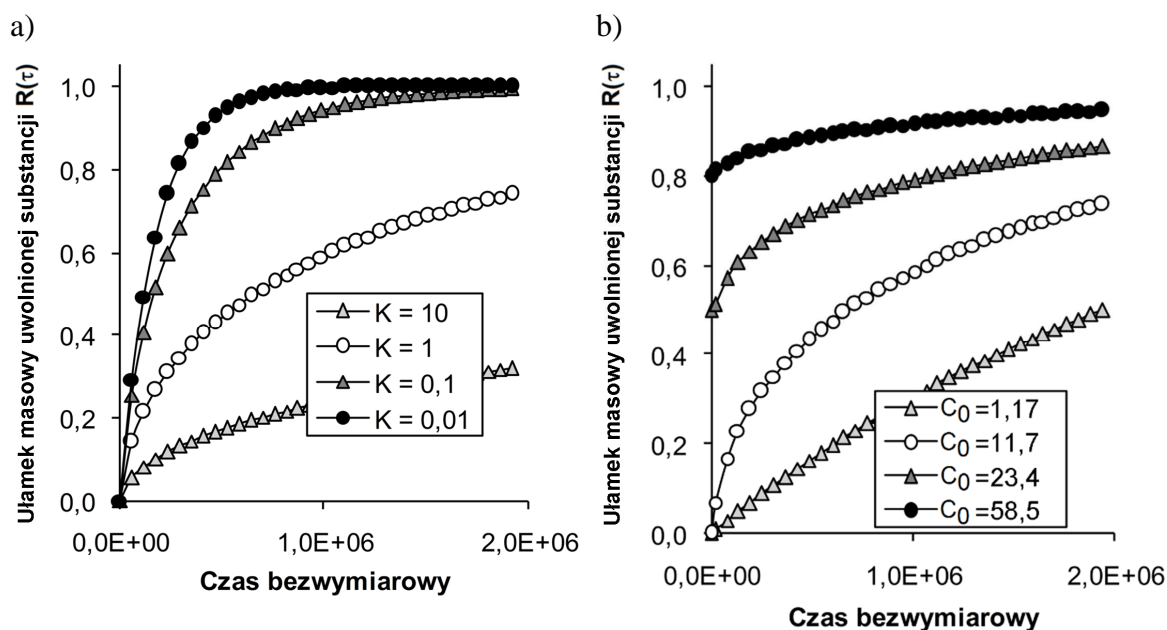 a)
Ułamek masowy uwolnionej substancji R(τ)
1,0
0,8
0,6
0,4
0,2
0,0
K = 10
K = 1
K = 0,1
K = 0,01
0,0E+00
1,0E+06
2,0E+06
Czas bezwymiarowy
b)
Ułamek masowy uwolnionej substancji R(τ)
1,0
0,8
0,6
0,4
0,2
0,0
C0 =1,17
C0=11,7
C0 =23,4
C0 =58,5
0,0E+00
1,0E+06
2,0E+06
Czas bezwymiarowy